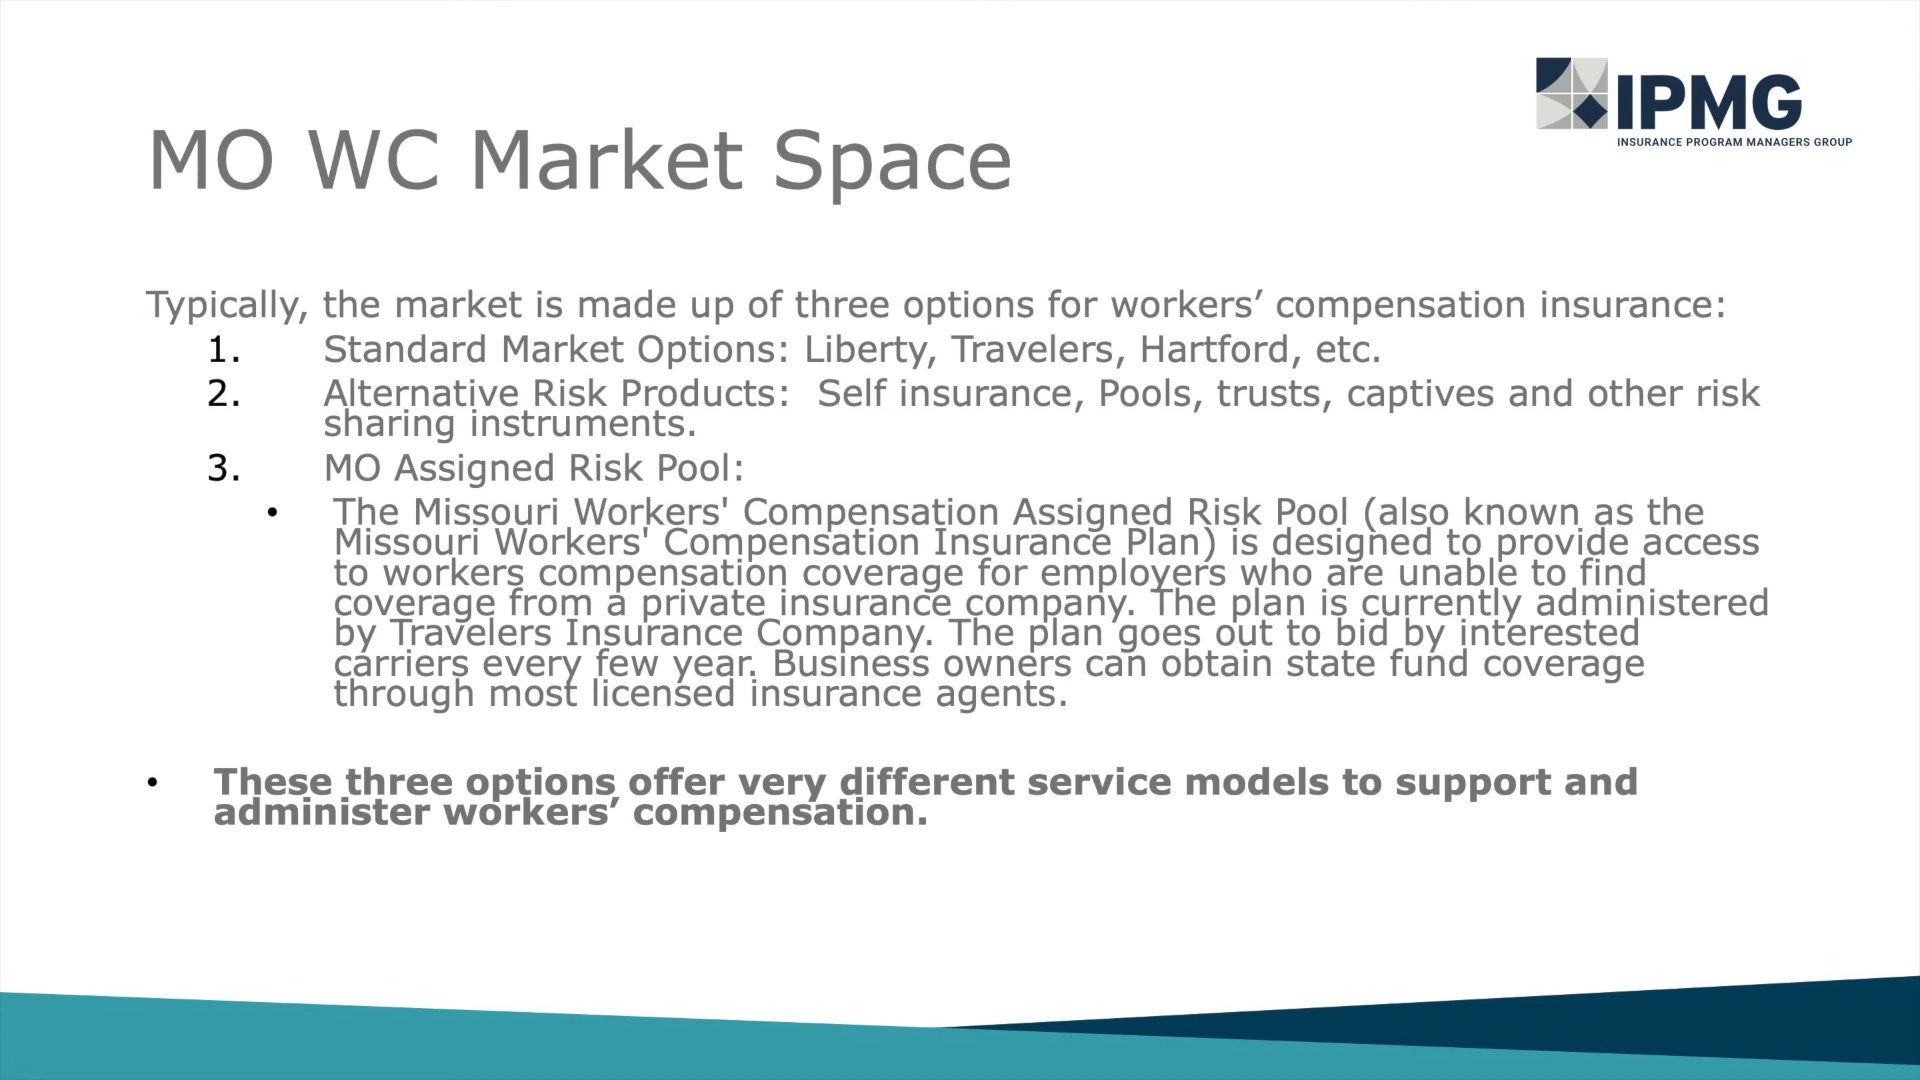 IPMG
INSURANCE PROGRAM MANAGERS GROUP
MO WC Market Space
Typically, the market is made up of three options for workers’ compensation insurance:
1. Standard Market Options: Liberty, Travelers, Hartford, etc.
2. Alternative Risk Products:  Self insurance, Pools, trusts, captives and other risk
sharing instruments.
3. MO Assigned Risk Pool:
• The Missouri Workers' Compensation Assigned Risk Pool (also known as the
Missouri Workers' Compensation Insurance Plan) is designed to provide access
to workers compensation coverage for employers who are unable to find
coverage from a private insurance company. The plan is currently administered
by Travelers Insurance Company. The plan goes out to bid by interested
carriers every few year. Business owners can obtain state fund coverage
through most licensed insurance agents.
• These three options offer very different service models to support and
administer workers’ compensation.